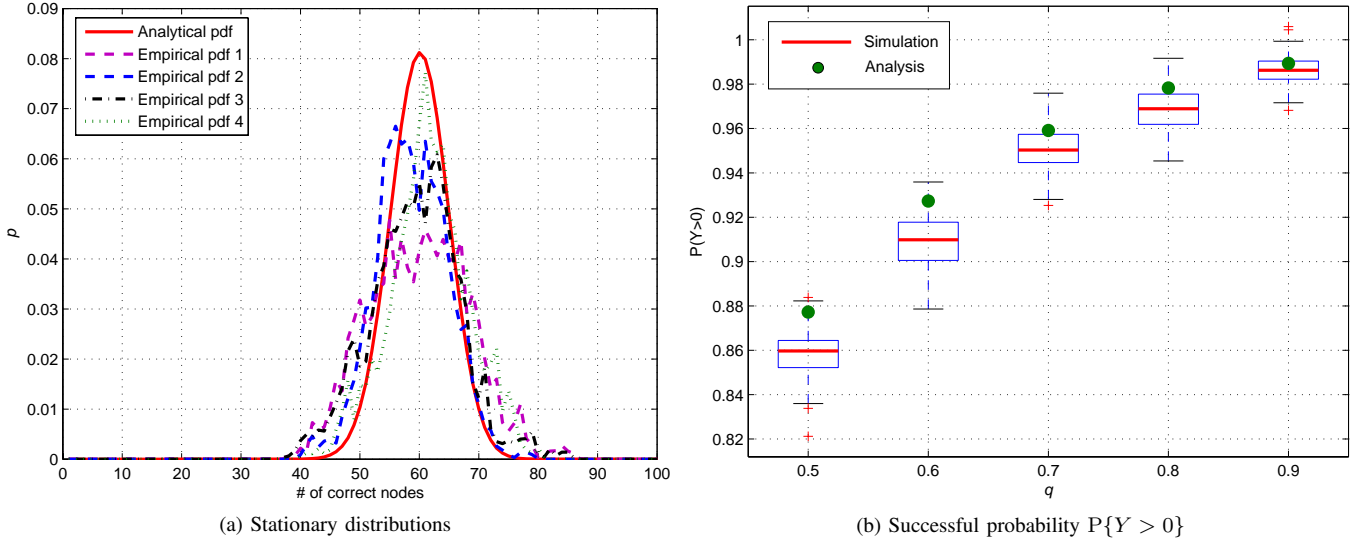 Analytical pdf
Empirical pdf 1
Empirical pdf 2
Empirical pdf 3
Empirical pdf 4
0.09
0.08
0.07
0.06
0.05
0.04
0.03
0.02
0.01
0
p
0 10 20 30 40 50 60 70 80 90 100
# of correct nodes
(a) Stationary distributions
Simulation
Analysis
1
0.98
0.96
0.94
0.92
0.9
0.88
0.86
0.84
0.82
P(Y>0)
0.5 0.6 0.7 0.8 0.9
q
(b) Successful probability P{Y > 0}